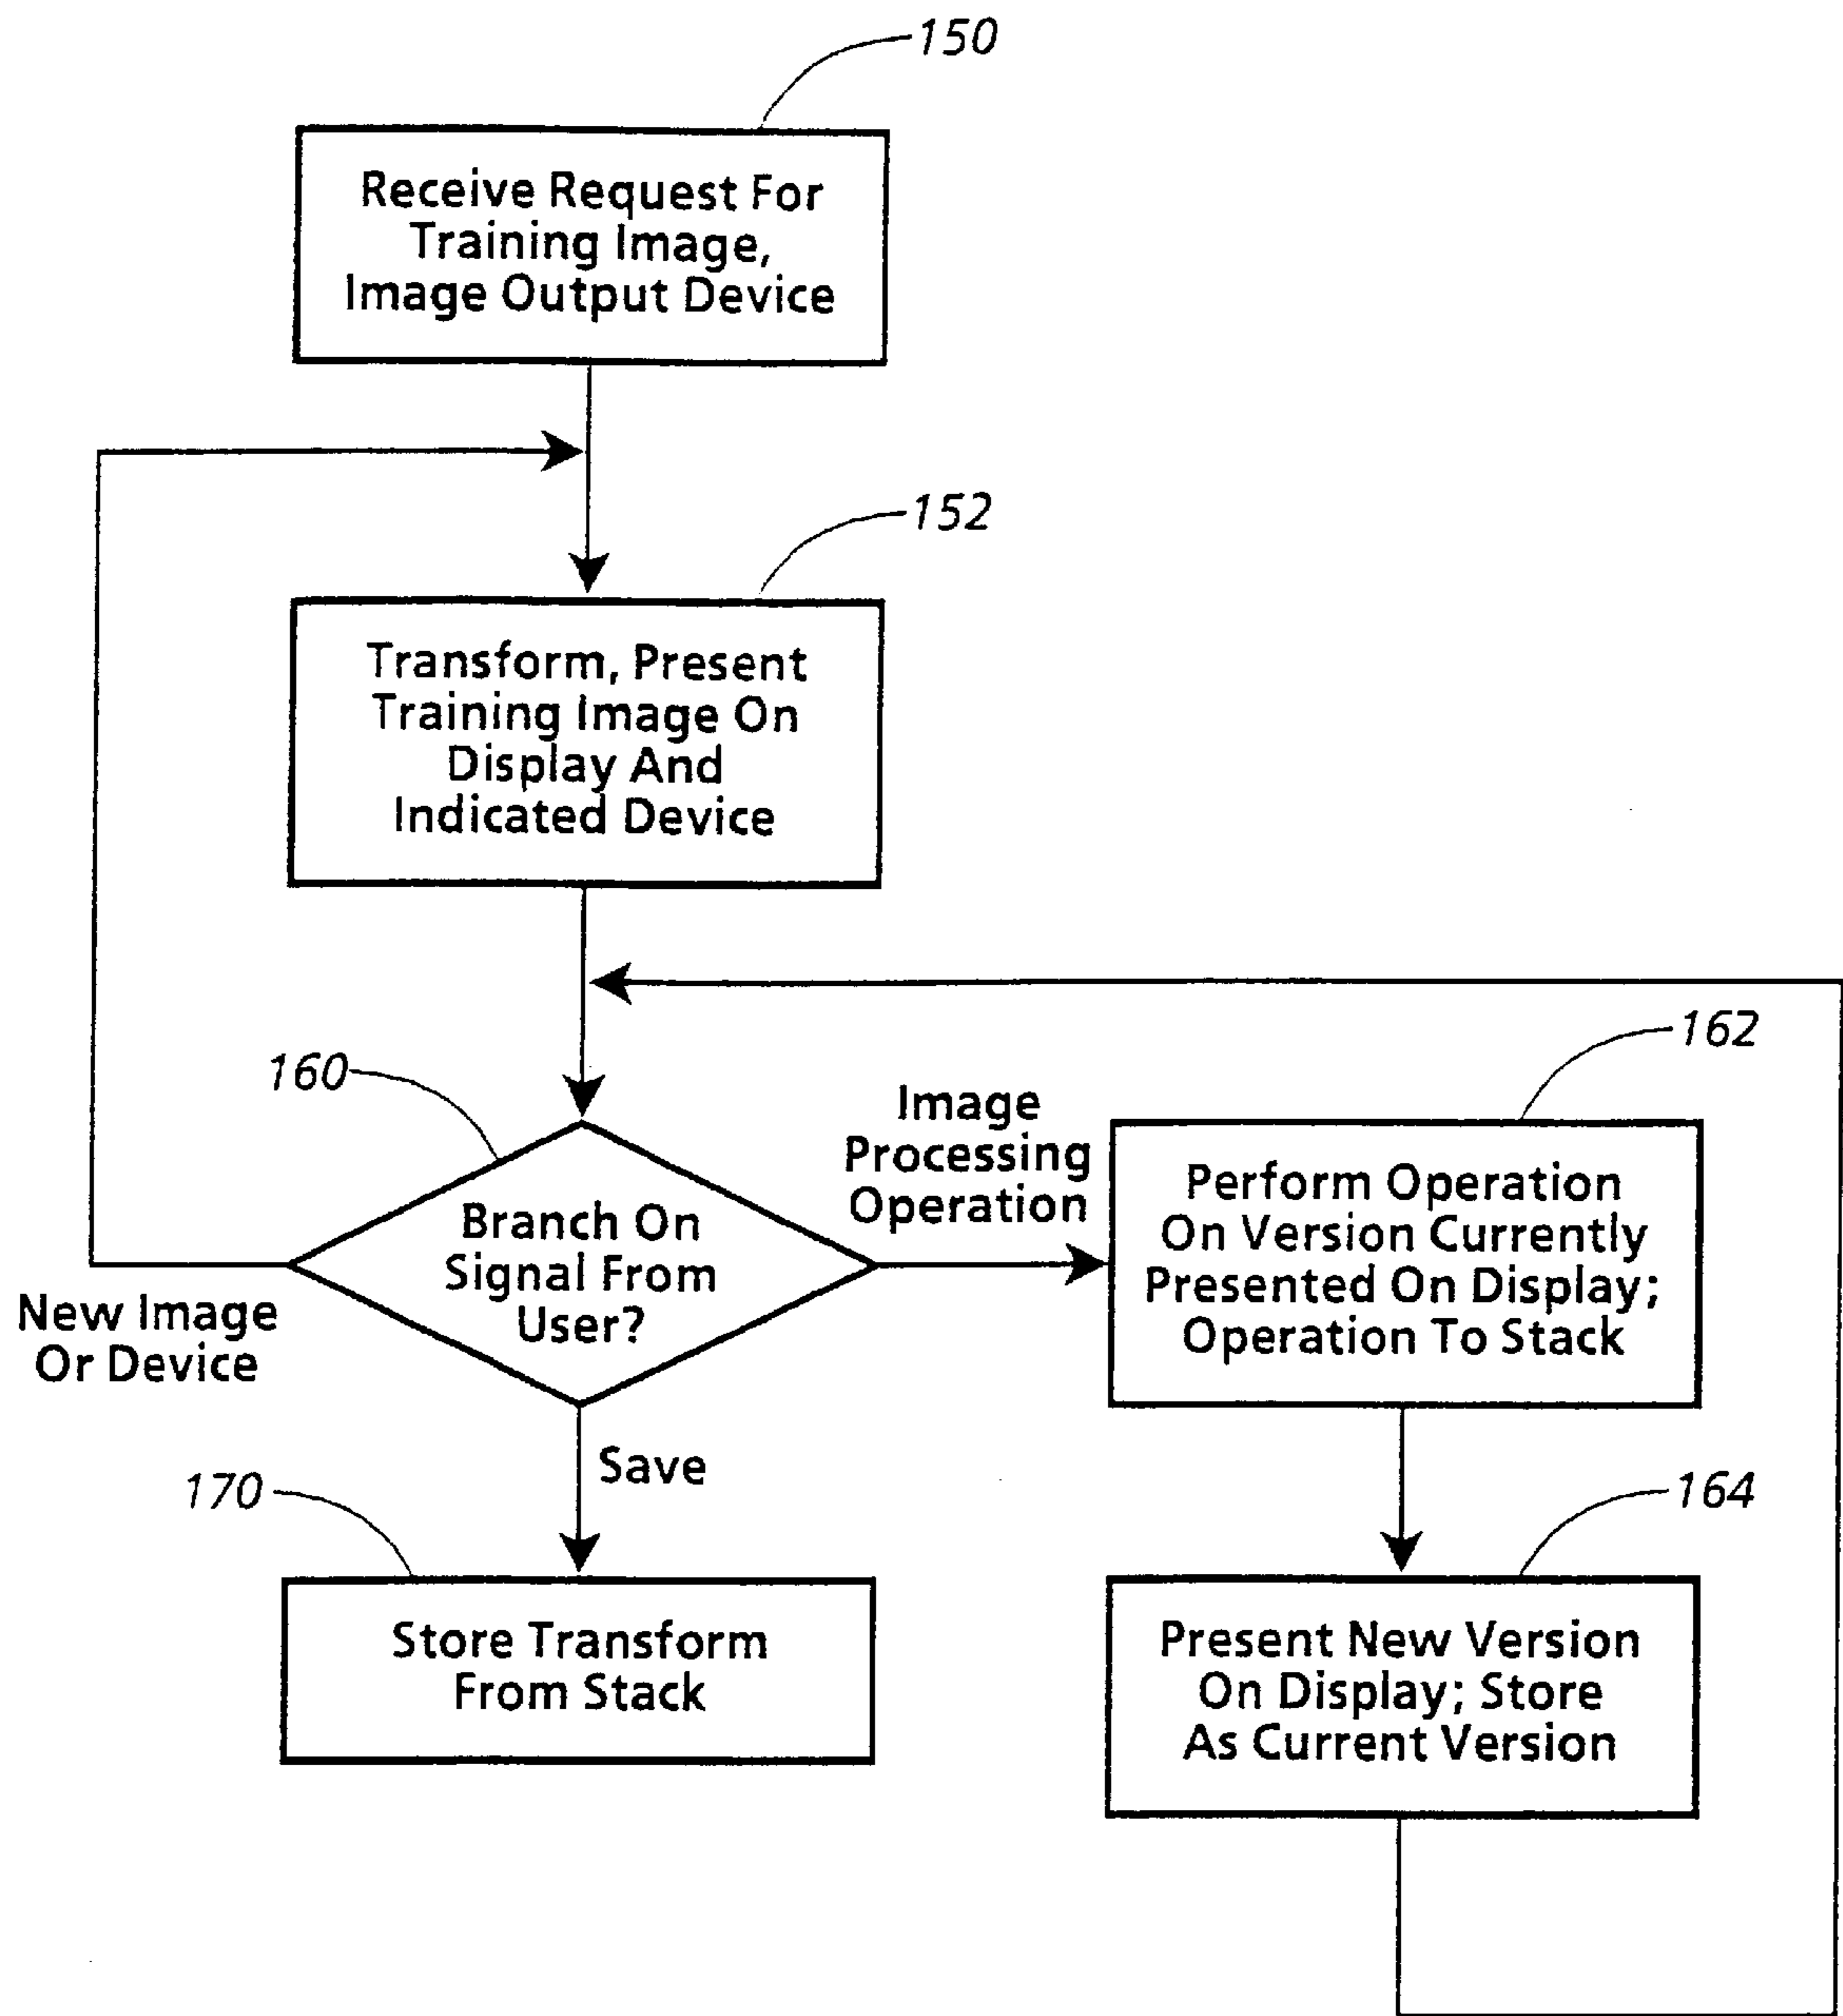 150
Receive Request For
Training Image,
Image Output Device
152
Transform, Present
Training Image On
Display And
Indicated Device
160
Branch On
Signal From
User?
New Image
Or Device
Image
Processing
Operation
162
Perform Operation
On Version Currently
Presented On Display;
Operation To Stack
Save
170
Store Transform
From Stack
164
Present New Version
On Display; Store
As Current Version